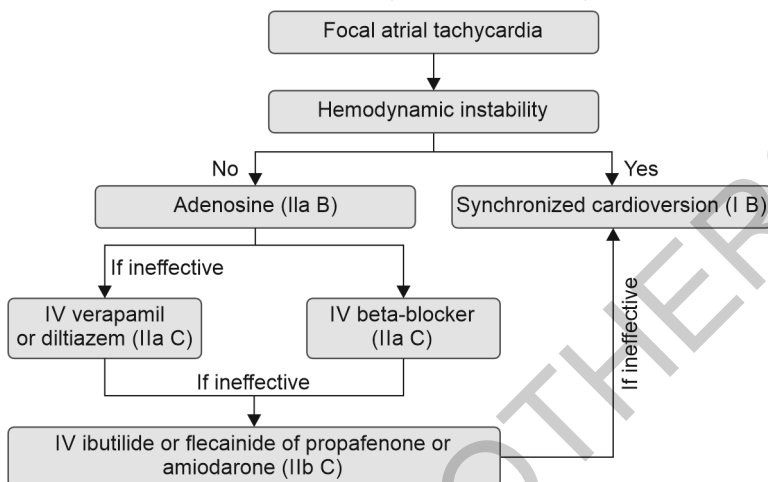 Focal atrial tachycardia
Hemodynamic instability
No
Yes
Adenosine (IIa B)
Synchronized cardioversion (I B)
If ineffective
IV verapamil
or diltiazem (IIa C)
IV beta-blocker
(IIa C)
If ineffective
If ineffective
IV ibutilide or flecainide of propafenone or
amiodarone (IIb C)
OTHER